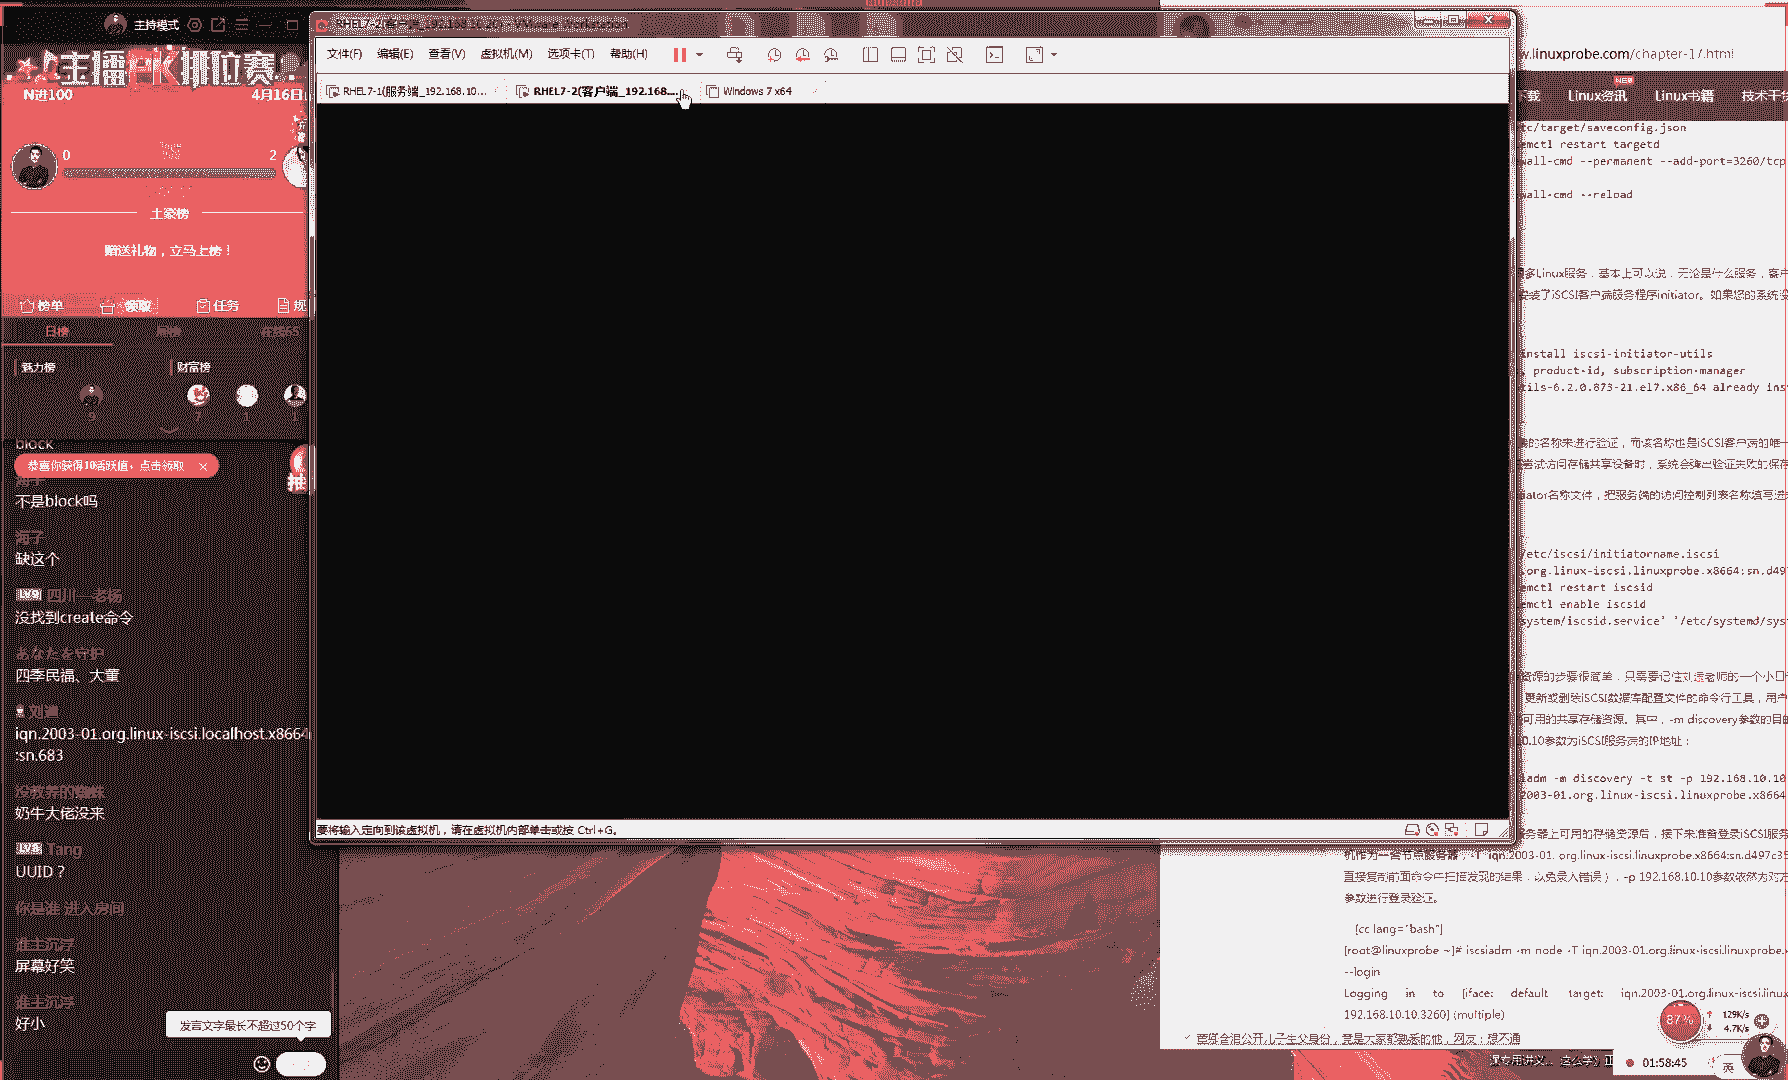 主持模式
主播PK排位赛
N进100
4月16日
0
2
土豪榜
赠送礼物，立马上榜！
榜单
领取
任务
规
日榜
魅力榜
财富榜
9
7
1
block
恭喜你获得10活跃值，点击领取
不是block吗
海子
缺这个
LV9 四川—老杨
没找到create命令
あなたを守护
四季民福、大董
刘遄
iqn.2003-01.org.linux-iscsi.localhost.x8664
:sn.683
奶牛大佬没来
Tang
UUID？
你是谁 进入房间
谁主沉浮
屏幕好笑
谁主沉浮
好小
发言文字最长不超过50个字
文件(F)
编辑(E)
查看(V)
虚拟机(M)
选项卡(T)
帮助(H)
RHEL7-1(服务端_192.168.10...
RHEL7-2(客户端_192.168....
Windows 7 x64
要将输入定向到该虚拟机，请在虚拟机内部单击或按 Ctrl+G。
w.linuxprobe.com/chapter-17.html
下载
Linux资讯
NEW
Linux书籍
技术干
tc/target/saveconfig.json
emctl restart targetd
wall-cmd --permanent --add-port=3260/tcp
wall-cmd --reload
多Linux服务，基本上可以说，无论是什么服务，客户
安装了iSCSI客户端服务程序initiator。如果您的系统没
install iscsi-initiator-utils
, product-id, subscription-manager
tils-6.2.0.873-21.el7.x86_64 already ins
的名称来进行验证，而该名称也是iSCSI客户端的唯一
尝试访问存储共享设备时，系统会弹出验证失败的保存
iator名称文件，把服务端的访问控制列表名称填写进
/etc/iscsi/initiatorname.iscsi
.org.linux-iscsi.linuxprobe.x8664:sn.d49
emctl restart iscsid
emctl enable iscsid
system/iscsid.service' '/etc/systemd/sys
资源的步骤很简单，只需要记住刘遄老师的一个小口
更新或删除iSCSI数据库配置文件的命令行工具，用户
可用的共享存储资源。其中，-m discovery参数的目的
0.10参数为iSCSI服务端的IP地址：
iadm -m discovery -t st -p 192.168.10.10
2003-01.org.linux-iscsi.linuxprobe.x8664
服务器上可用的存储资源后，接下来准备登录iSCSI服务
机作为一台节点服务器，-T iqn.2003-01. org.linux-iscsi.linuxprobe.x8664:sn.d497c35
直接复制前面命令中扫描发现的结果，以免录入错误），-p 192.168.10.10参数依然为对方
参数进行登录验证。
[cc lang="bash"]
[root@linuxprobe ~]# iscsiadm -m node -T iqn.2003-01.org.linux-iscsi.linuxprobe.
--login
Logging in to [iface: default target: iqn.2003-01.org.linux-iscsi.linux
192.168.10.10,3260] (multiple)
87%
129K/s
4.7K/s
01:58:45
英